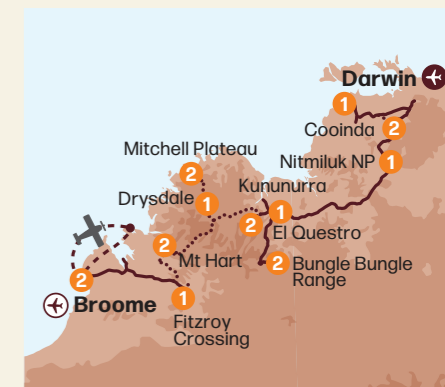 Darwin
1
Cooinda
2
Mitchell Plateau
Nitmiluk NP
1
2
Kununurra
Drysdale
1
1
2
El Questro
2
Mt Hart
2
Bungle Bungle
Range
2
Broome
1
Fitzroy
Crossing